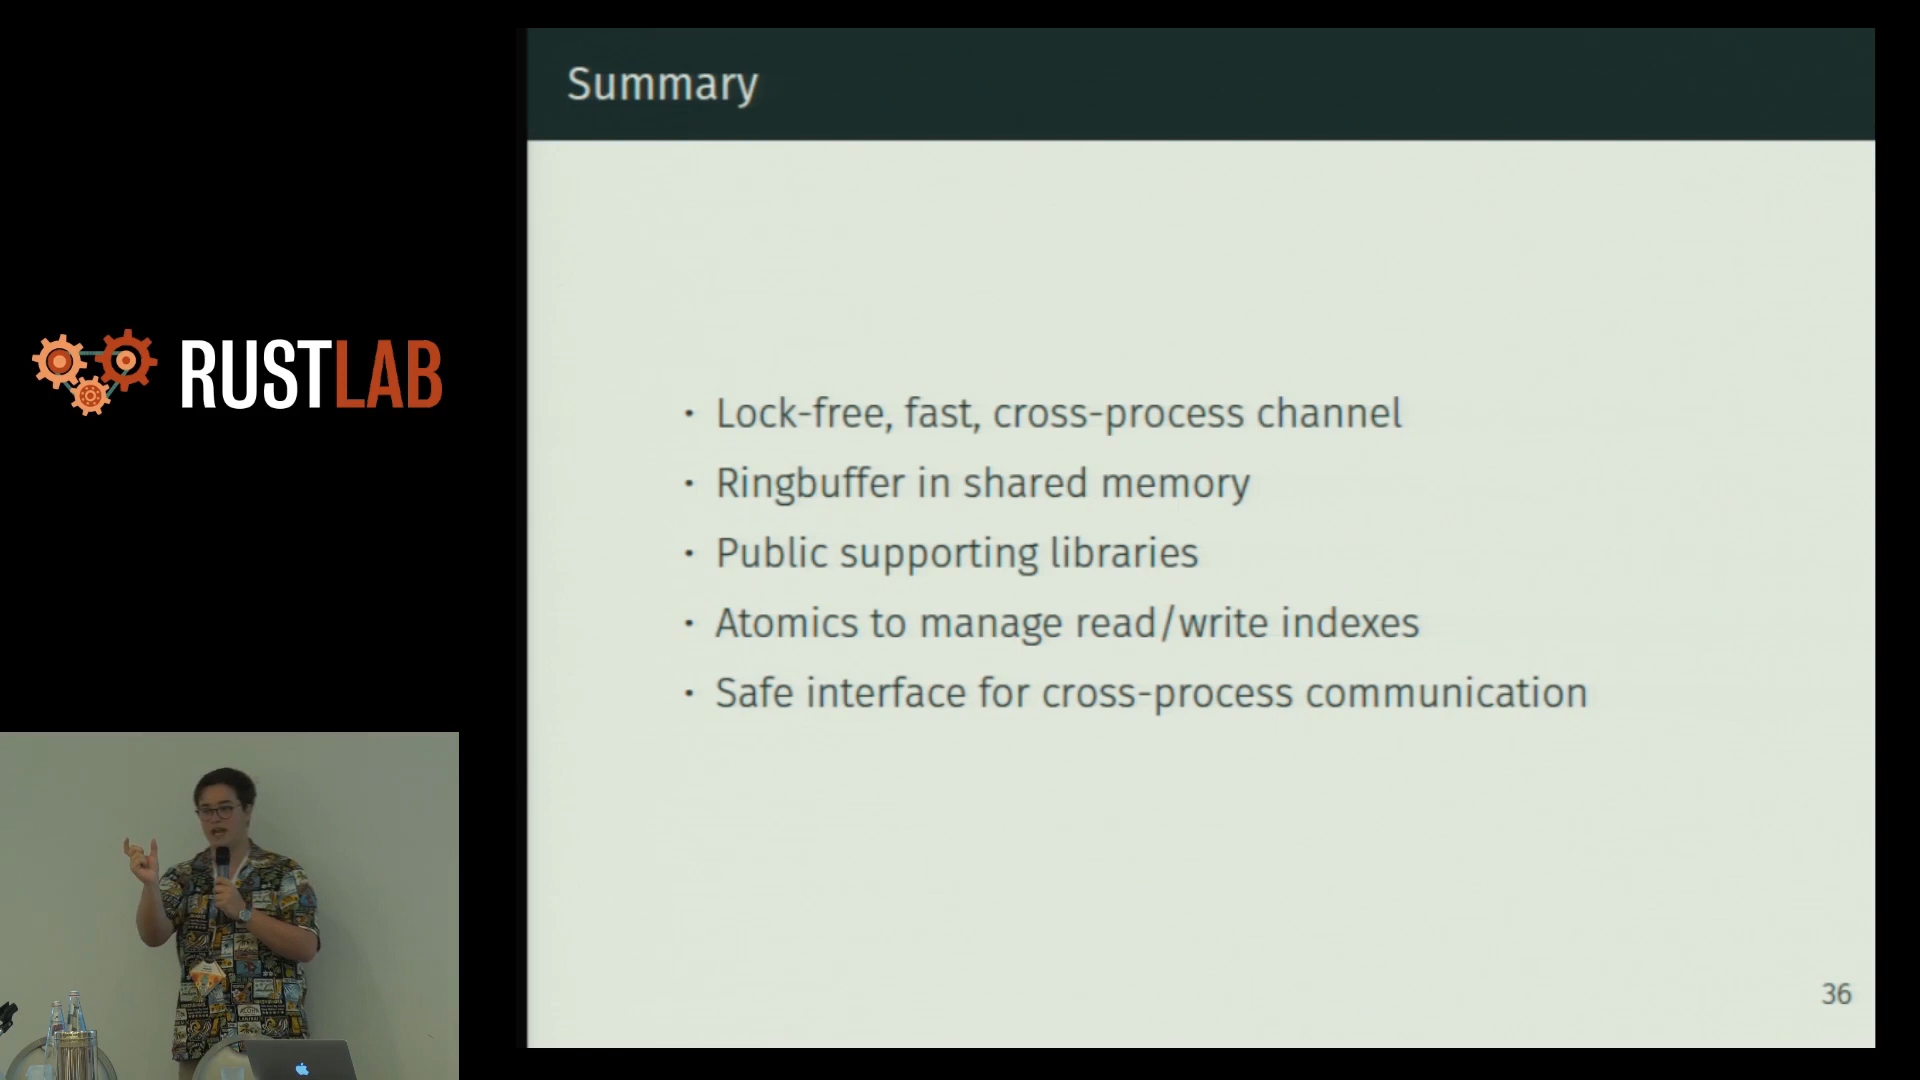 Summary
RUSTLAB
• Lock-free, fast, cross-process channel
• Ringbuffer in shared memory
• Public supporting libraries
• Atomics to manage read/write indexes
• Safe interface for cross-process communication
36